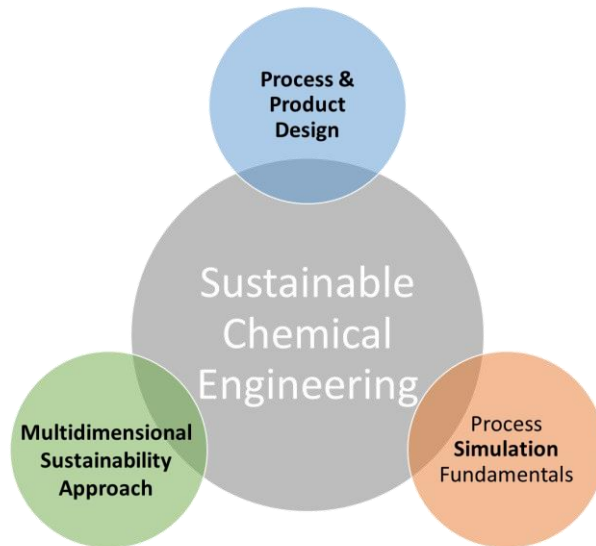 Process &
Product
Design
Sustainable
Chemical
Engineering
Multidimensional
Sustainability
Approach
Process
Simulation
Fundamentals